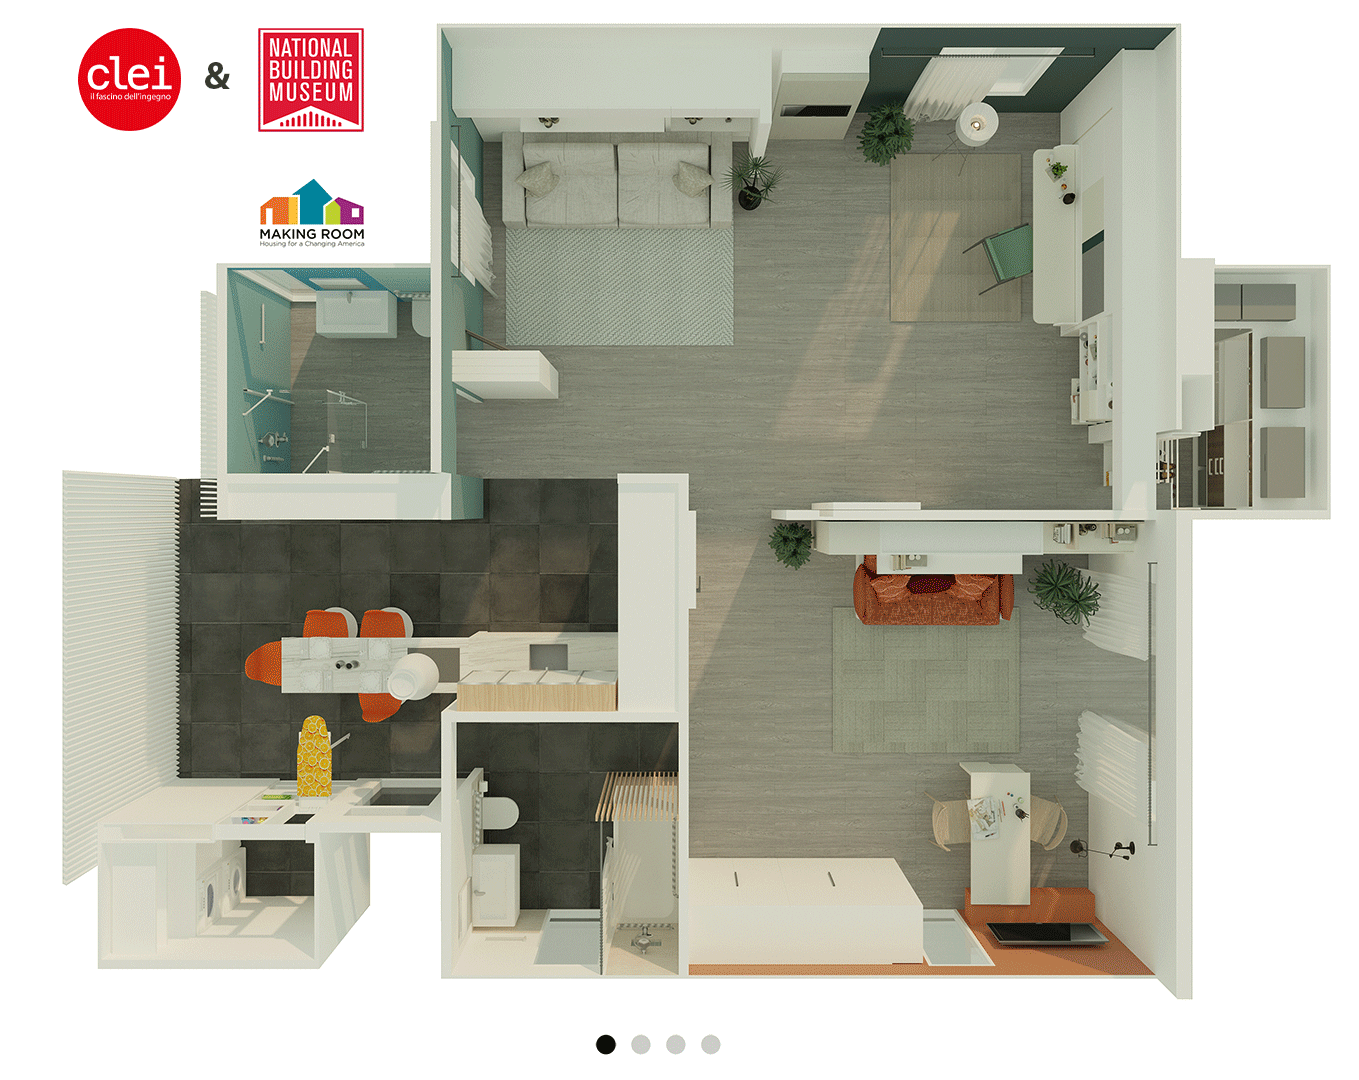 clei
il fascino dell'ingegno
&
NATIONAL
BUILDING
MUSEUM
MAKING ROOM
Housing for a Changing America